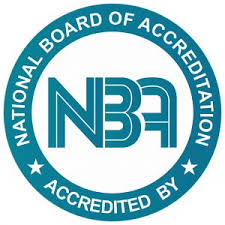 NATIONAL BOARD OF ACCREDITATION
NBA
ACCREDITED BY